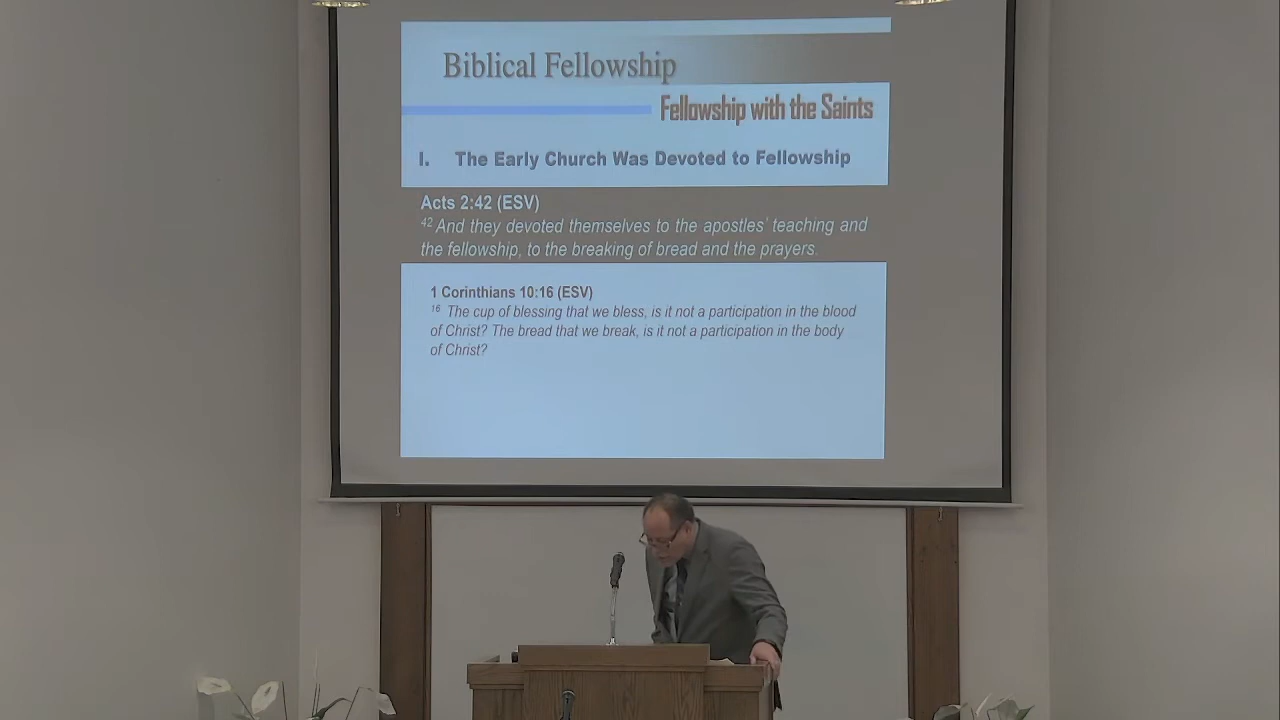 Biblical Fellowship
Fellowship with the Saints
I. The Early Church Was Devoted to Fellowship
Acts 2:42 (ESV)
42 And they devoted themselves to the apostles' teaching and
the fellowship, to the breaking of bread and the prayers.
1 Corinthians 10:16 (ESV)
16 The cup of blessing that we bless, is it not a participation in the blood
of Christ? The bread that we break, is it not a participation in the body
of Christ?